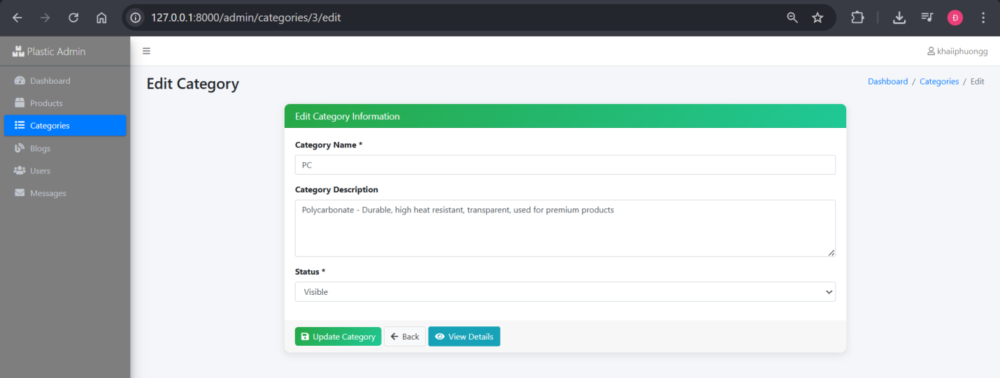 127.0.0.1:8000/admin/categories/3/edit
Đ
Plastic Admin
khaiiphuongg
Dashboard
Products
Categories
Blogs
Users
Messages
Edit Category
Dashboard / Categories / Edit
Edit Category Information
Category Name *
PC
Category Description
Polycarbonate - Durable, high heat resistant, transparent, used for premium products
Status *
Visible
Update Category
Back
View Details